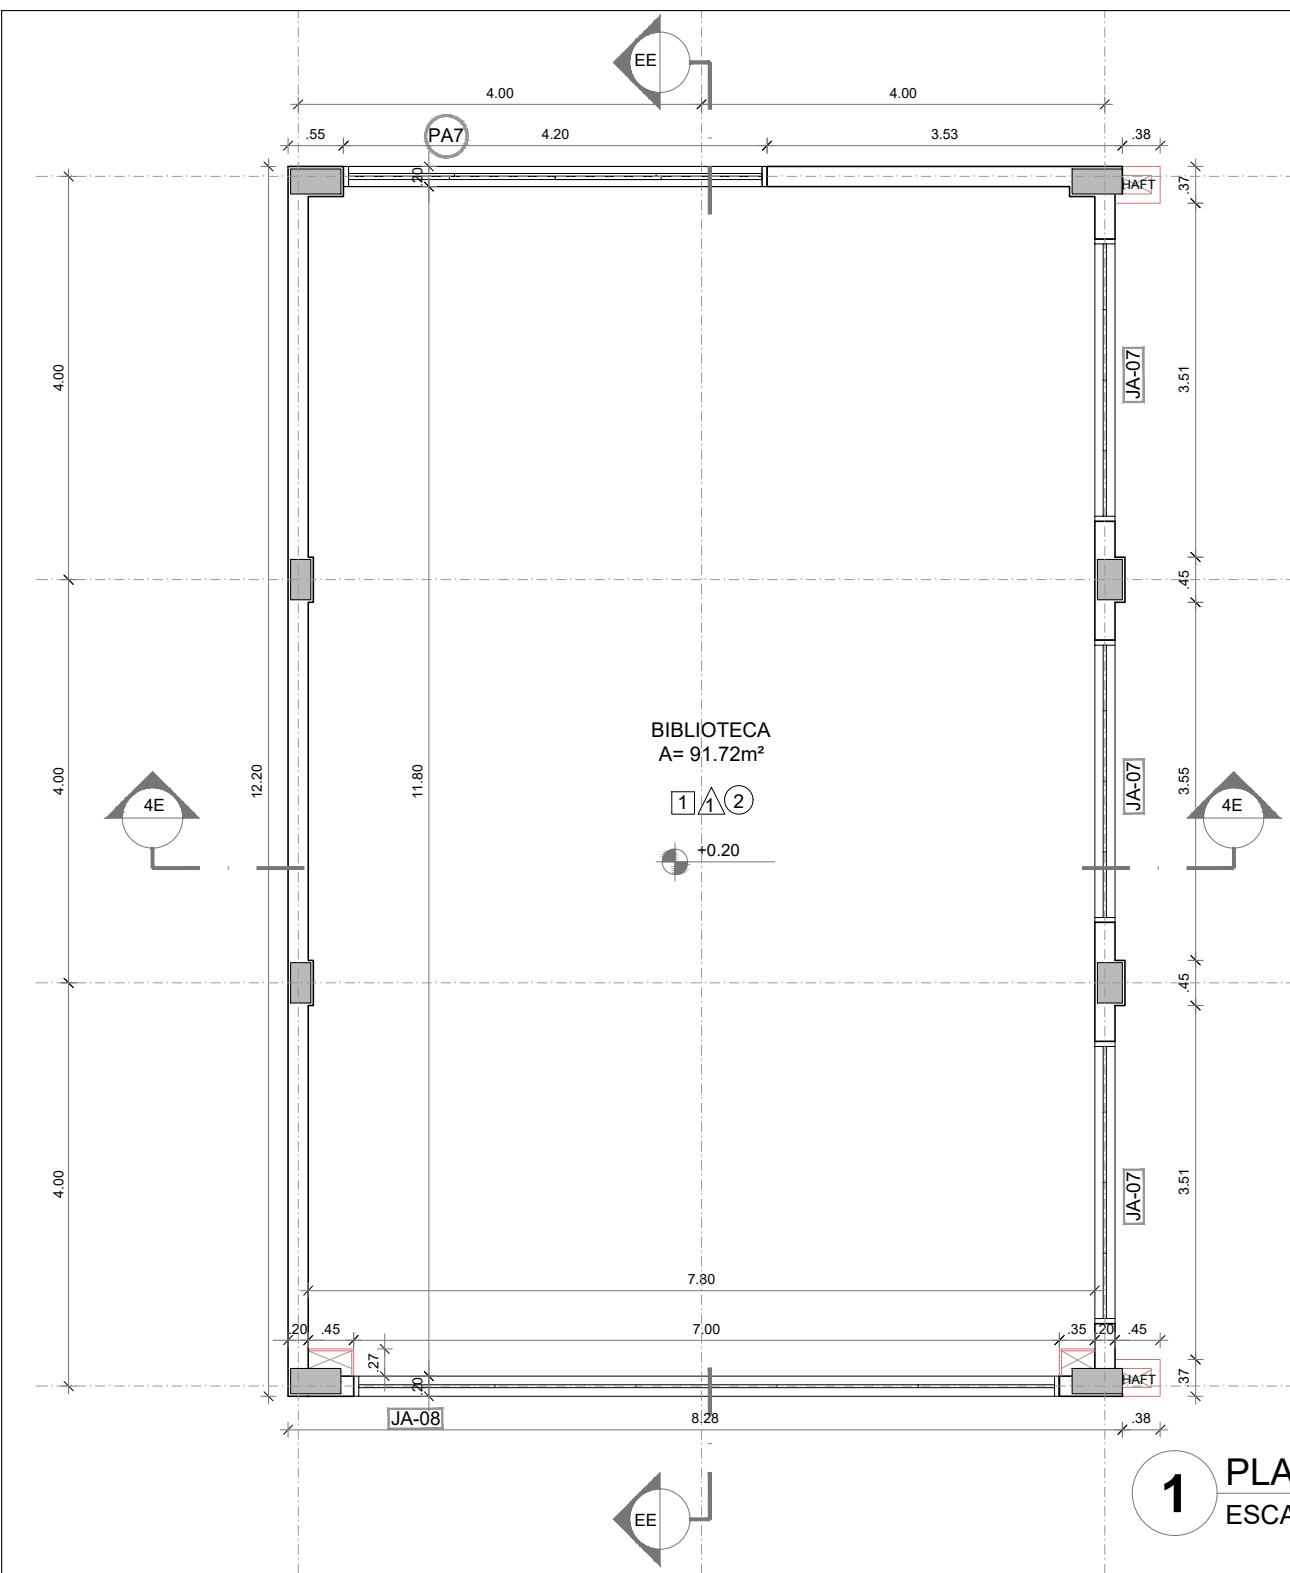 EE
4.00
4.00
.55
PA7
4.20
3.53
.38
.20
HAFT
.37
4.00
JA-07
3.51
.45
BIBLIOTECA
A= 91.72m²
4.00
12.20
11.80
1
1
2
4E
JA-07
3.55
4E
+0.20
.45
4.00
JA-07
3.51
7.80
.20
.45
7.00
.35
.20
.45
.27
.20
HAFT
.37
JA-08
8.28
.38
1
PLA
ESCA
EE